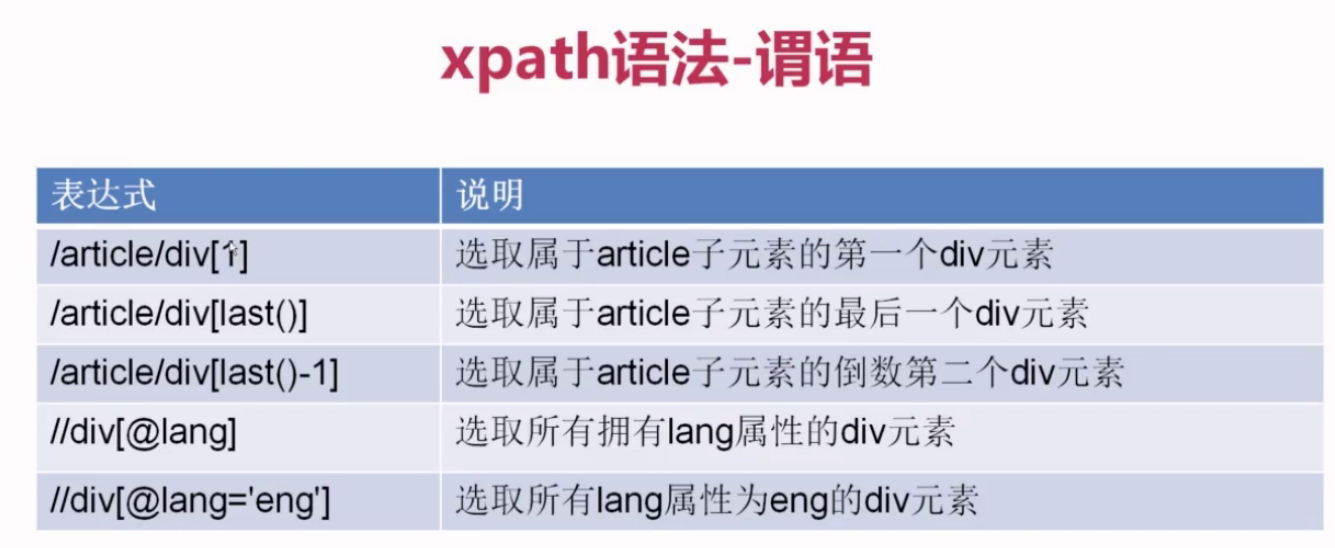 xpath语法-谓语
表达式 说明
/article/div[1] 选取属于article子元素的第一个div元素
/article/div[last()] 选取属于article子元素的最后一个div元素
/article/div[last()-1] 选取属于article子元素的倒数第二个div元素
//div[@lang] 选取所有拥有lang属性的div元素
//div[@lang='eng'] 选取所有lang属性为eng的div元素